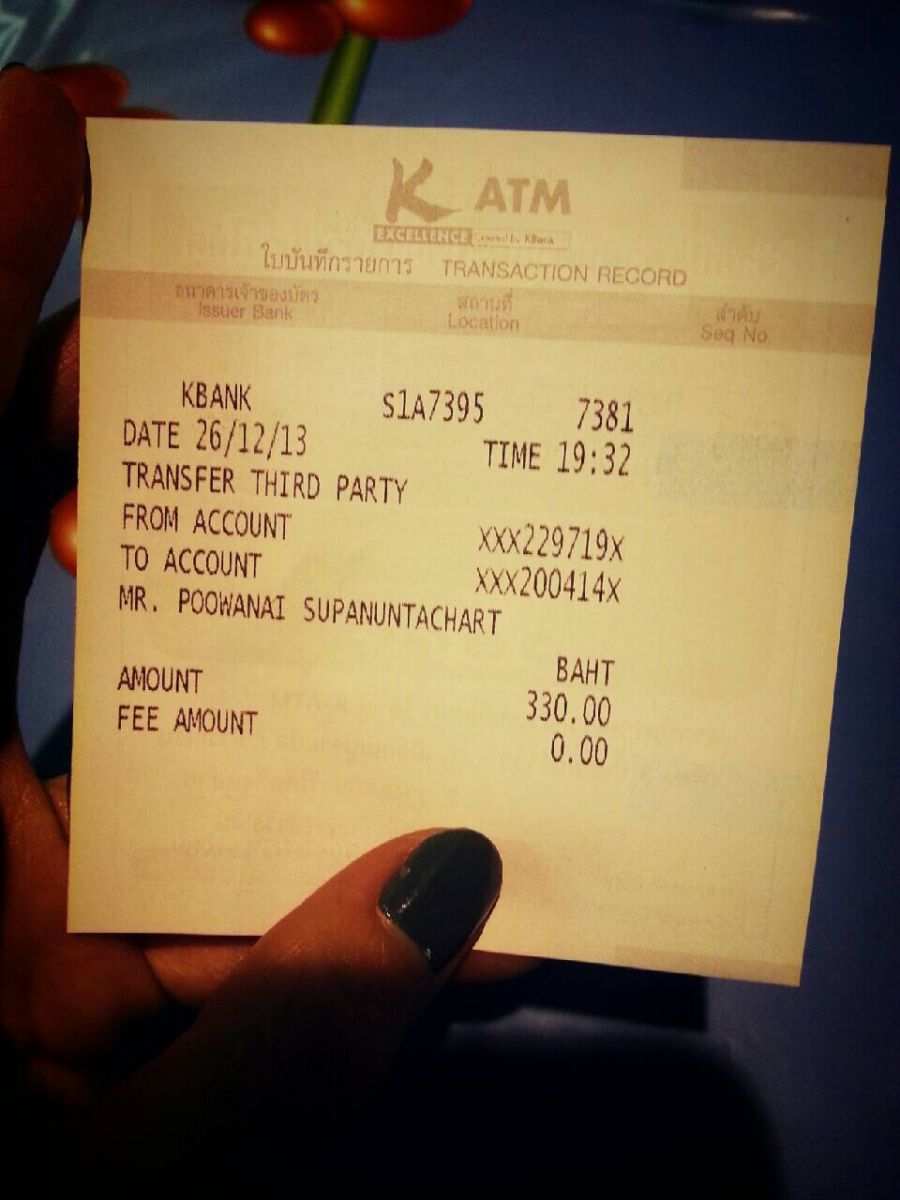 K ATM
EXCELLENCE Created by KBank
ใบบันทึกรายการ TRANSACTION RECORD
ธนาคารเจ้าของบัตร สถานที่ ลำดับ
Issuer Bank Location Seq No.
KBANK S1A7395 7381
DATE 26/12/13 TIME 19:32
TRANSFER THIRD PARTY
FROM ACCOUNT XXX229719X
TO ACCOUNT XXX200414X
MR. POOWANAI SUPANUNTACHART
BAHT
AMOUNT 330.00
FEE AMOUNT 0.00